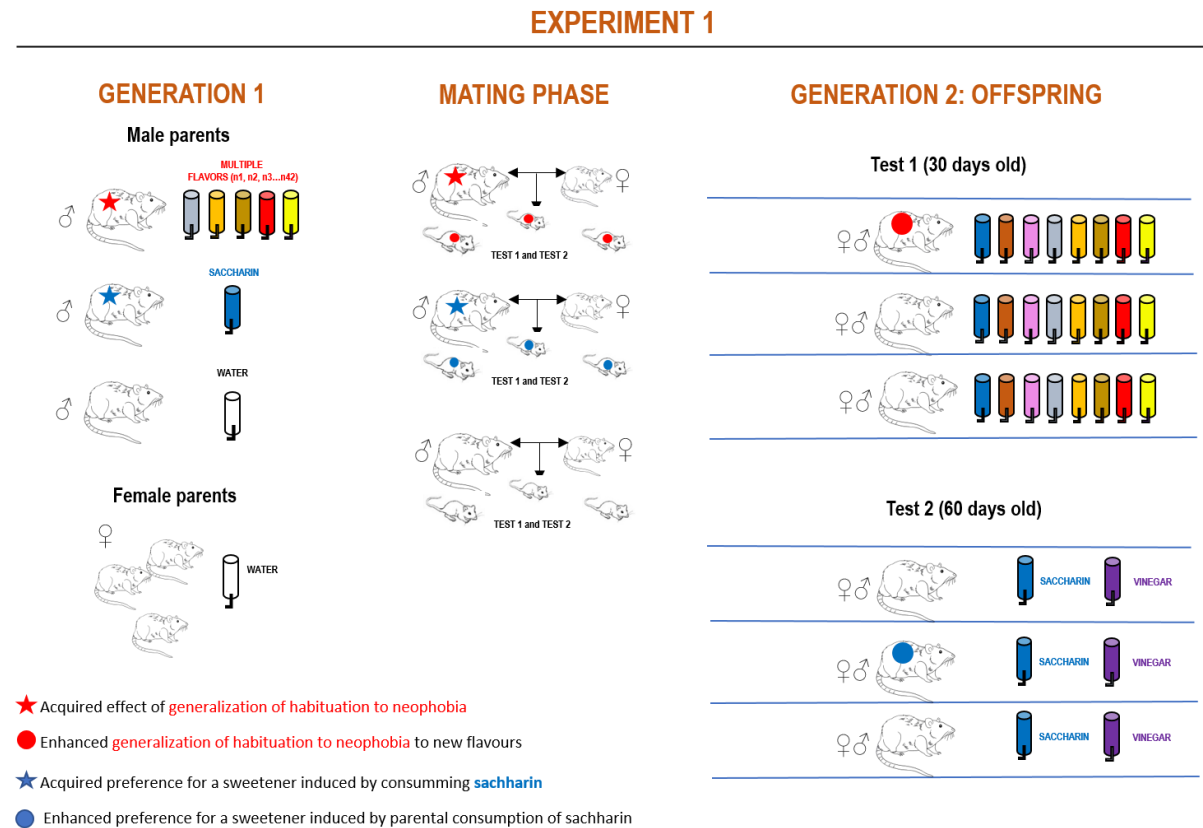 EXPERIMENT 1
GENERATION 1
Male parents
MULTIPLE
FLAVORS (n1, n2, n3...n42)
♂
SACCHARIN
♂
WATER
♂
Female parents
♀
WATER
MATING PHASE
♂
♀
TEST 1 and TEST 2
♂
♀
TEST 1 and TEST 2
♂
♀
TEST 1 and TEST 2
GENERATION 2: OFFSPRING
Test 1 (30 days old)
♀♂
♀♂
♀♂
Test 2 (60 days old)
♀♂
SACCHARIN
VINEGAR
♀♂
SACCHARIN
VINEGAR
♀♂
SACCHARIN
VINEGAR
Acquired effect of generalization of habituation to neophobia
Enhanced generalization of habituation to neophobia to new flavours
Acquired preference for a sweetener induced by consumming sachharin
Enhanced preference for a sweetener induced by parental consumption of sachharin